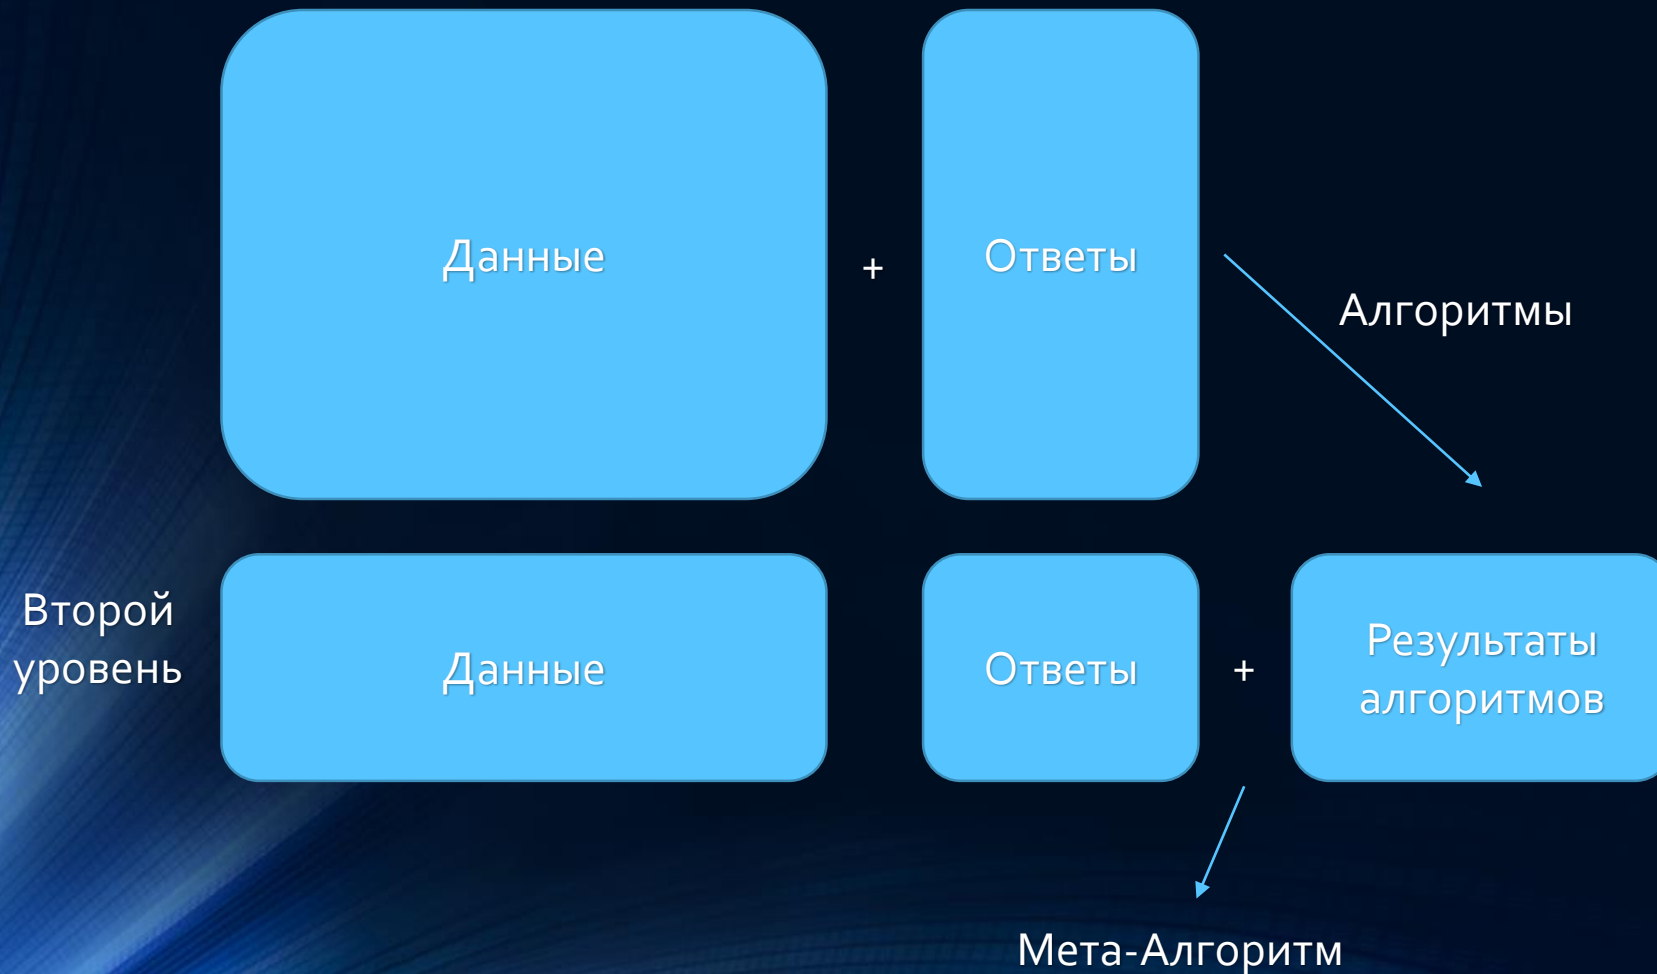 Данные
+
Ответы
Алгоритмы
Второй
уровень
Данные
Ответы
+
Результаты
алгоритмов
Мета-Алгоритм